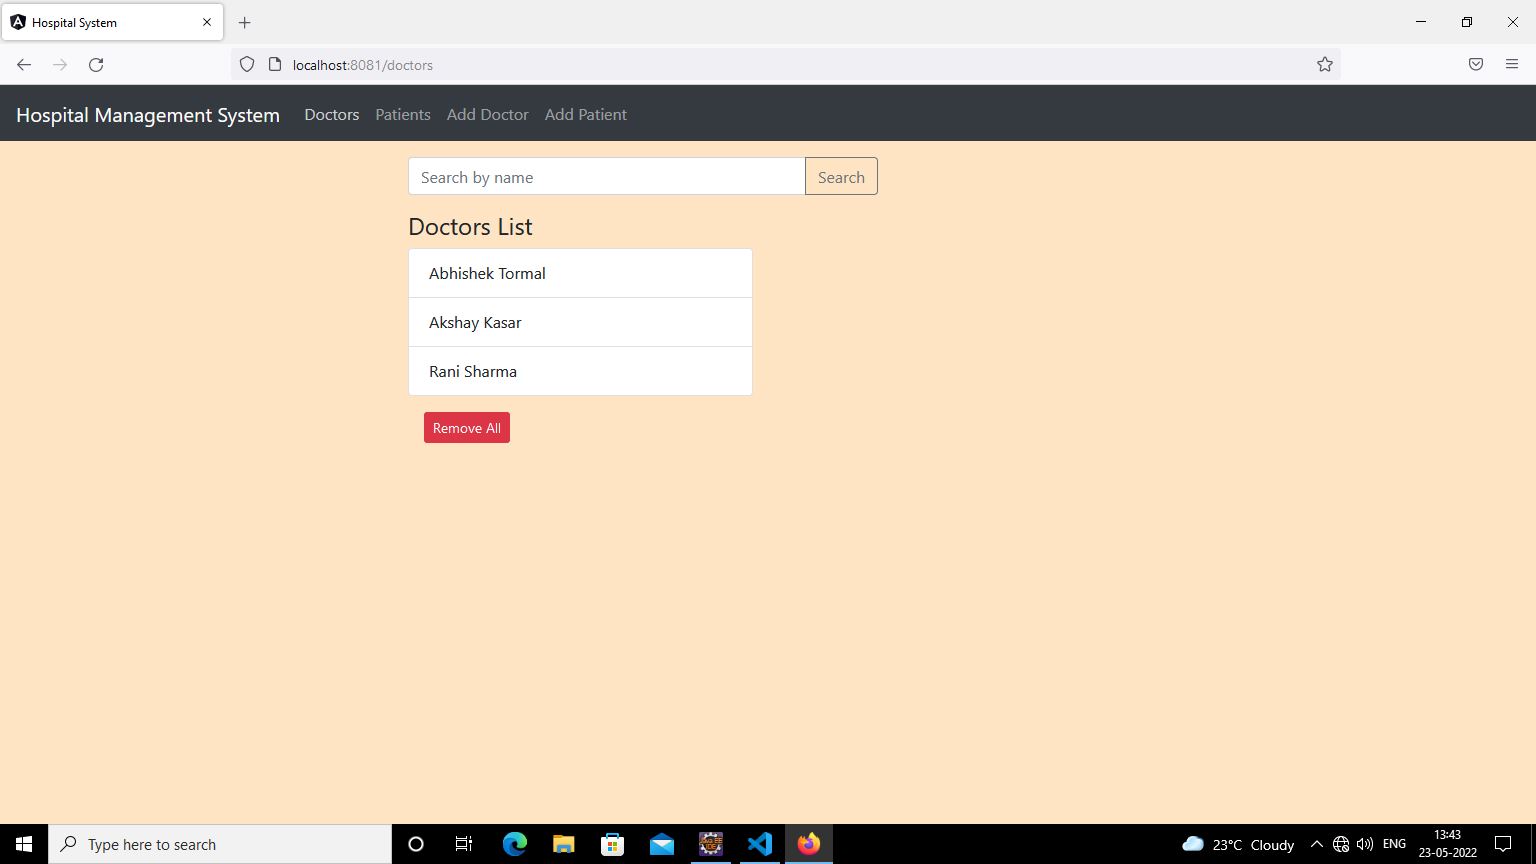 Hospital System
localhost:8081/doctors
Hospital Management System Doctors Patients Add Doctor Add Patient
Search by name Search
Doctors List
Abhishek Tormal
Akshay Kasar
Rani Sharma
Remove All
Type here to search
23°C Cloudy
ENG
13:43
23-05-2022